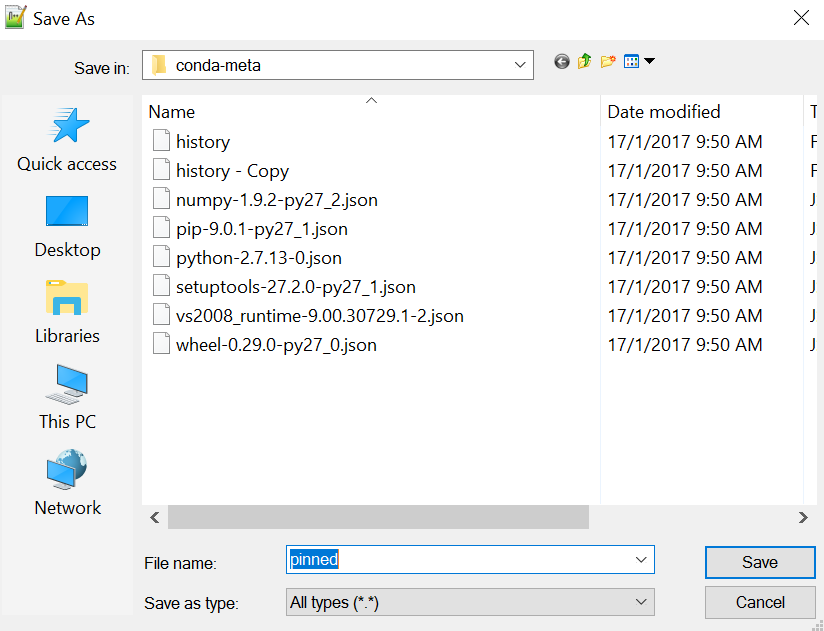 Save As
Save in:
conda-meta
Quick access
Desktop
Libraries
This PC
Network
Name Date modified T
history 17/1/2017 9:50 AM F
history - Copy 17/1/2017 9:50 AM F
numpy-1.9.2-py27_2.json 17/1/2017 9:50 AM J
pip-9.0.1-py27_1.json 17/1/2017 9:50 AM J
python-2.7.13-0.json 17/1/2017 9:50 AM J
setuptools-27.2.0-py27_1.json 17/1/2017 9:50 AM J
vs2008_runtime-9.00.30729.1-2.json 17/1/2017 9:50 AM J
wheel-0.29.0-py27_0.json 17/1/2017 9:50 AM J
File name: pinned Save
Save as type: All types (*.*) Cancel